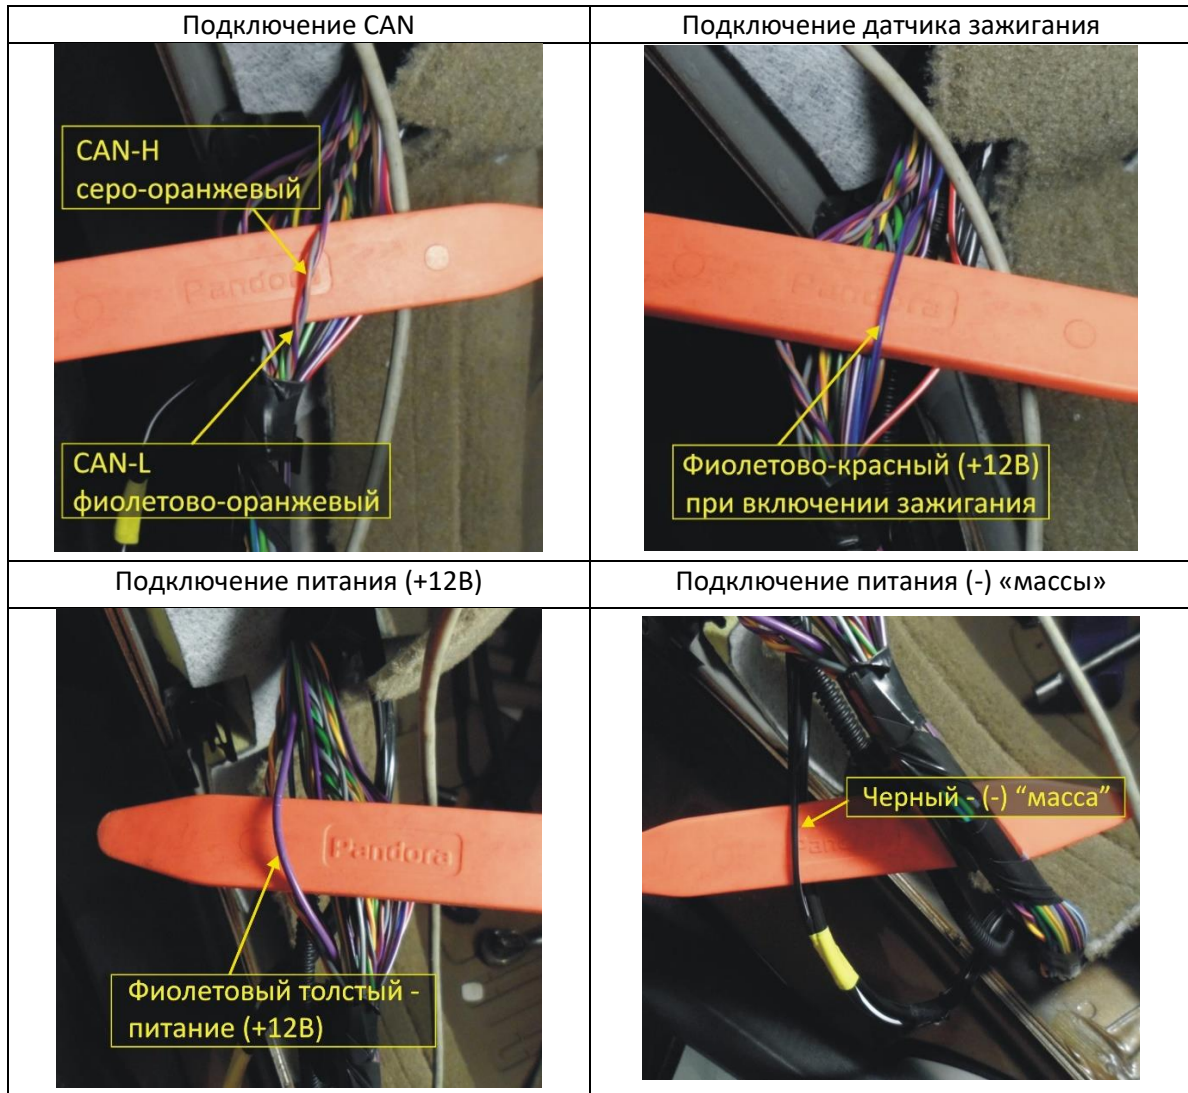 Подключение CAN
Подключение датчика зажигания
CAN-H
серо-оранжевый
Pandora
CAN-L
фиолетово-оранжевый
Pandora
Фиолетово-красный (+12В)
при включении зажигания
Подключение питания (+12В)
Подключение питания (-) «массы»
Pandora
Фиолетовый толстый -
питание (+12В)
Черный - (-) “масса”